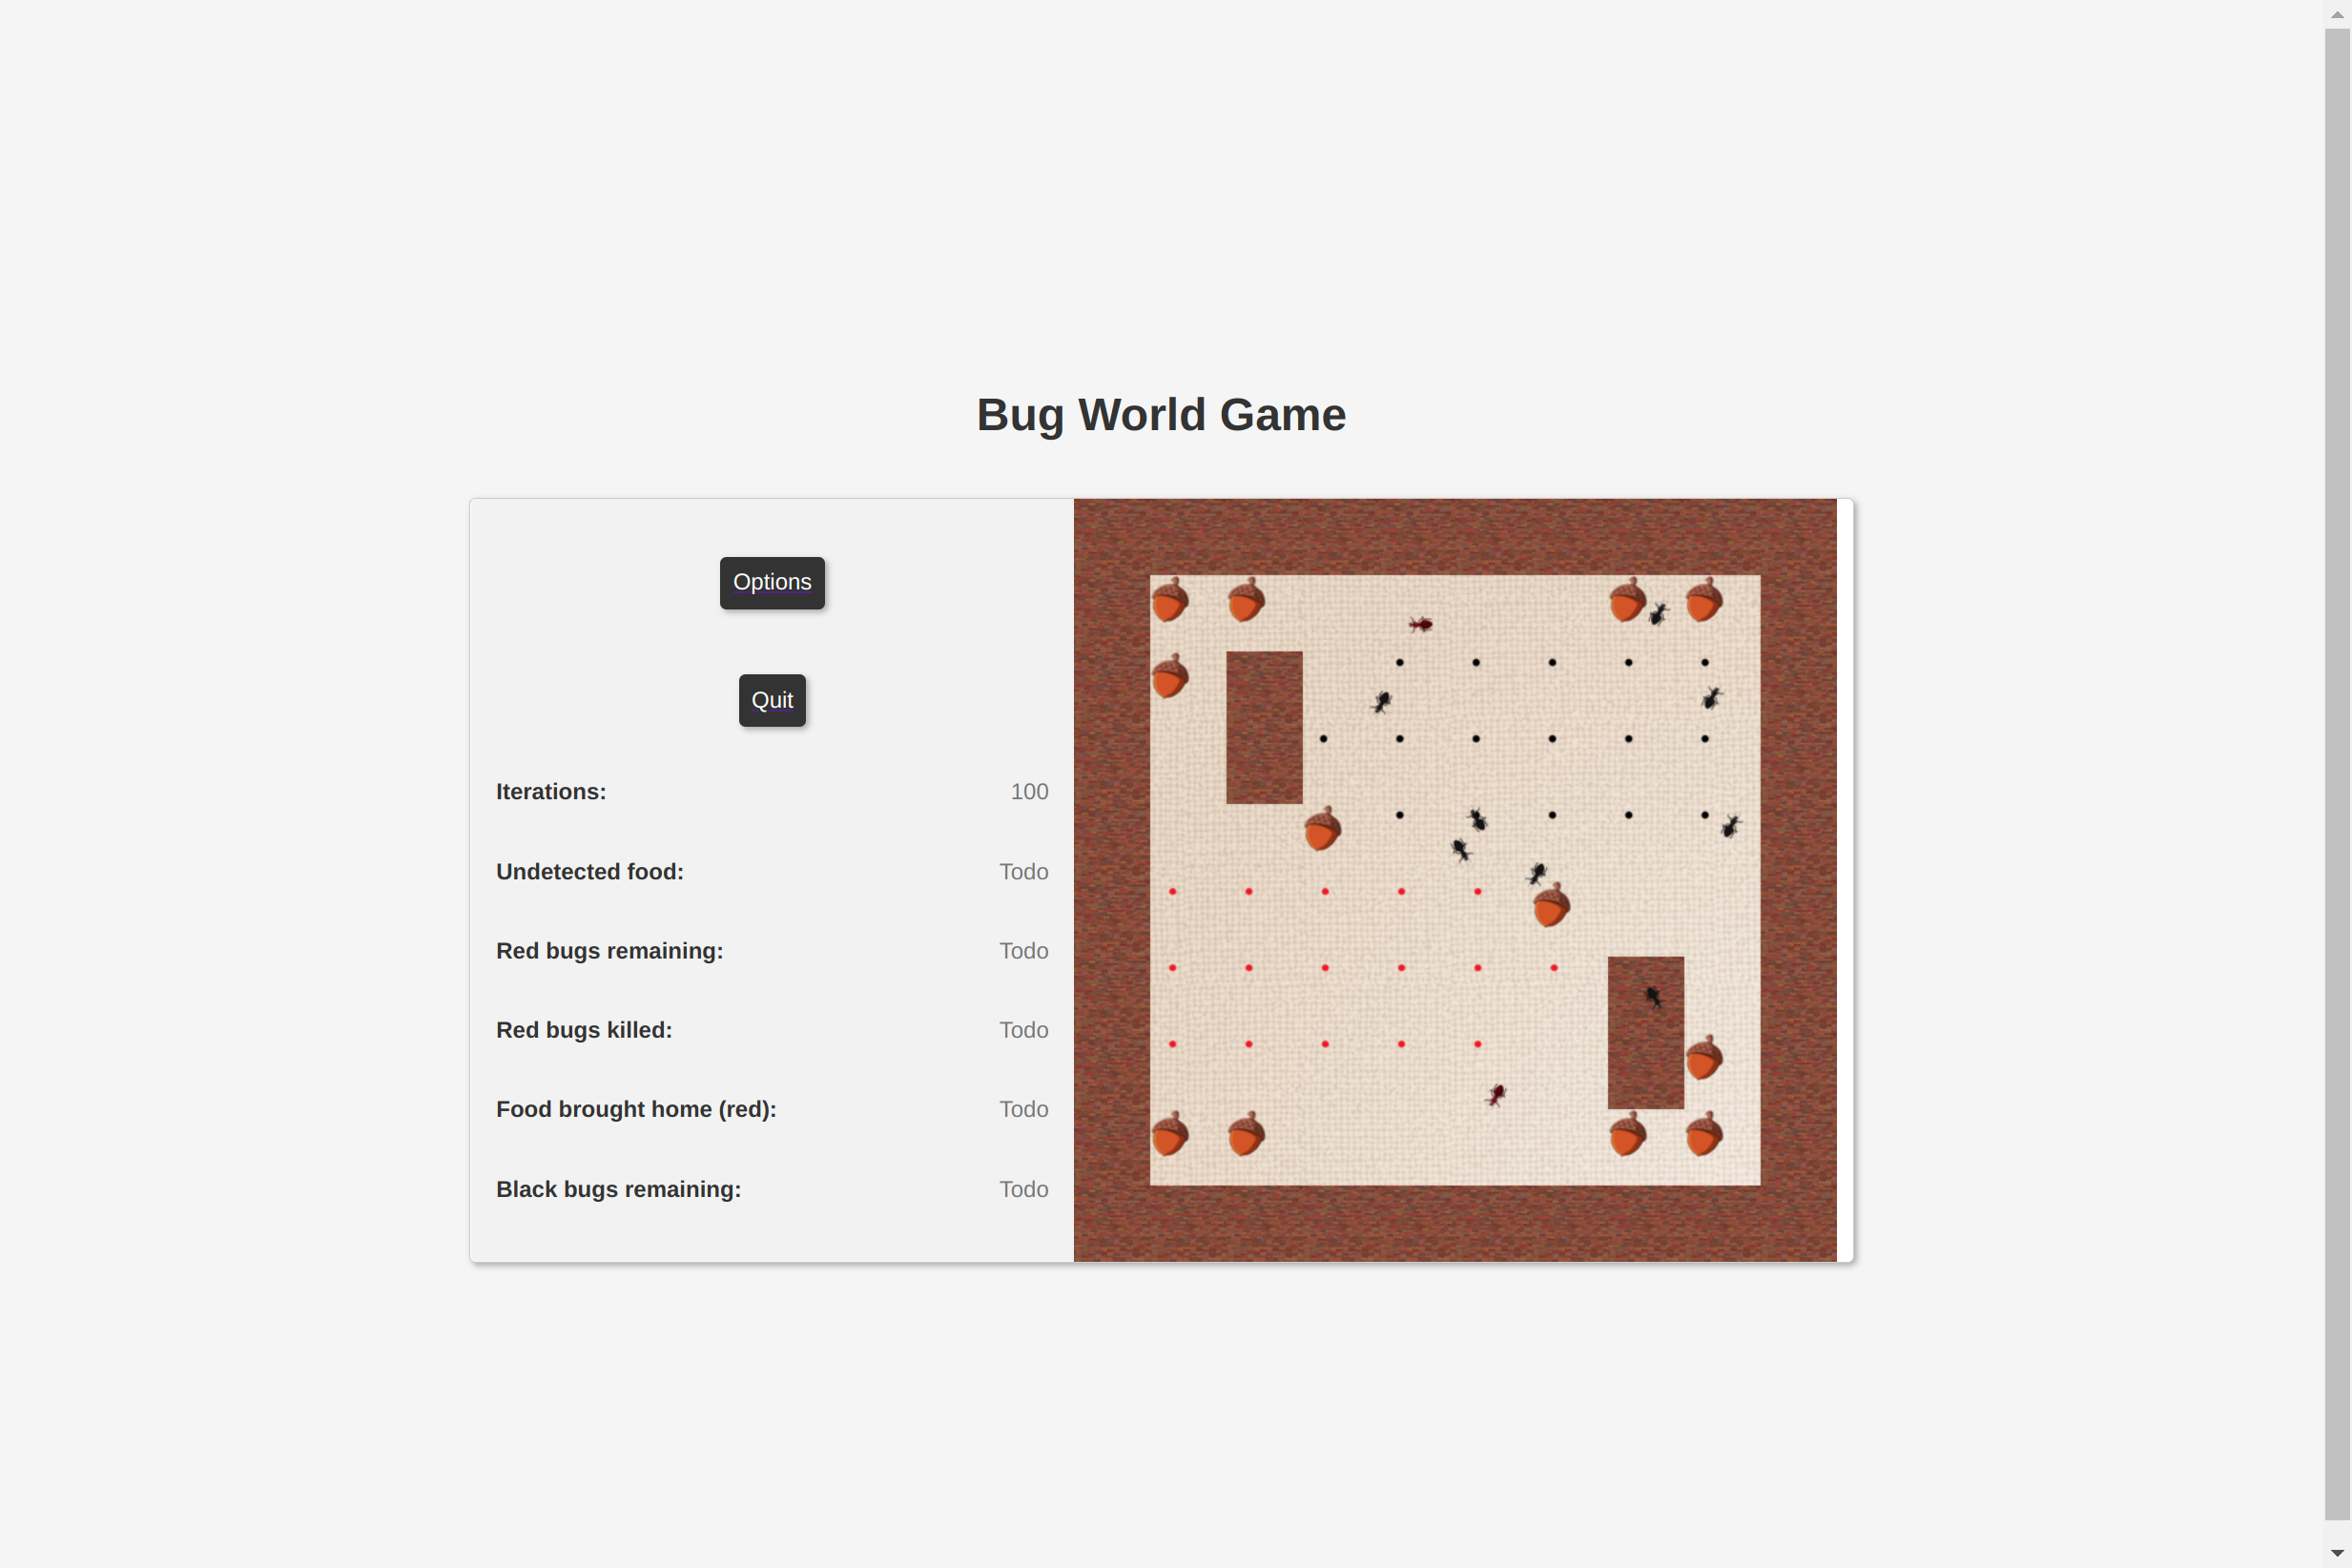 Bug World Game
Options
Quit
Iterations: 100
Undetected food: Todo
Red bugs remaining: Todo
Red bugs killed: Todo
Food brought home (red): Todo
Black bugs remaining: Todo